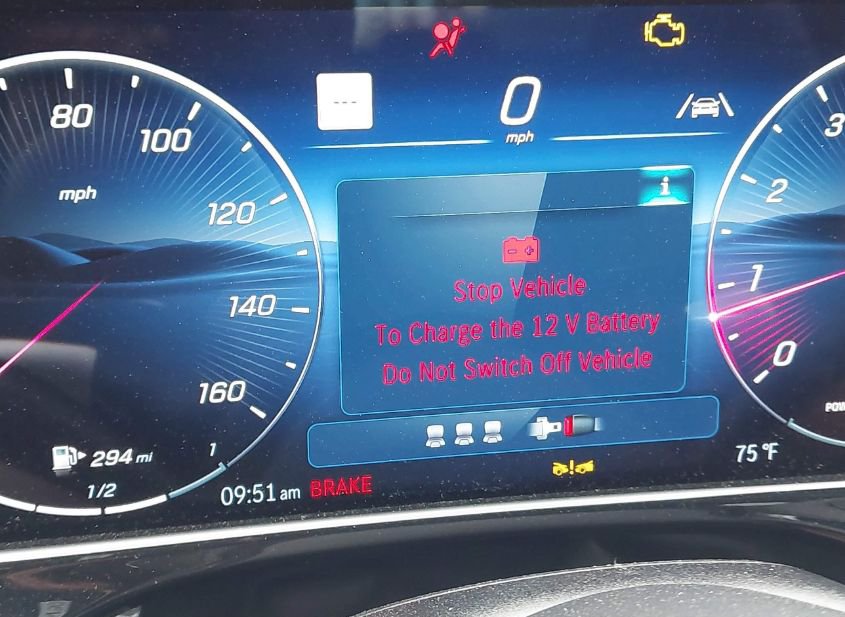 ---
0
mph
80
100
mph
120
140
160
i
Stop Vehicle
To Charge the 12 V Battery
Do Not Switch Off Vehicle
3
2
1
0
294 mi
1
1/2
09:51 am
BRAKE
75 °F